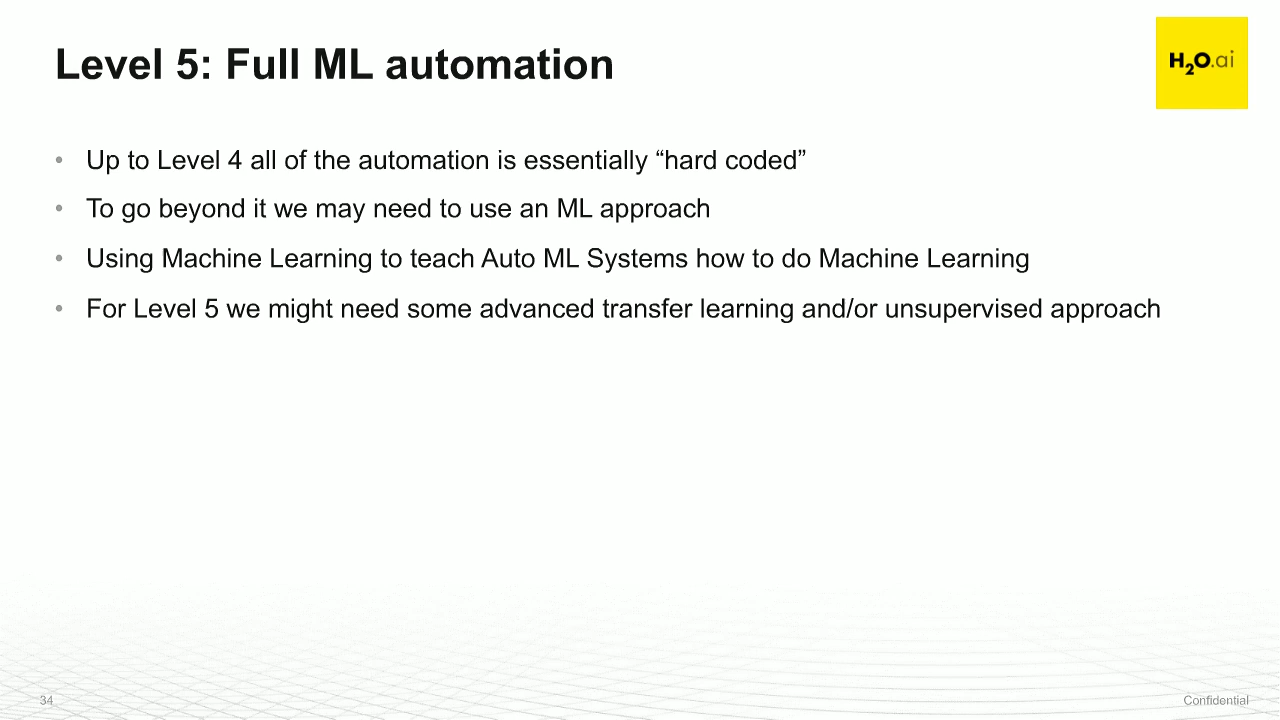 Level 5: Full ML automation
H2O.ai
• Up to Level 4 all of the automation is essentially “hard coded”
• To go beyond it we may need to use an ML approach
• Using Machine Learning to teach Auto ML Systems how to do Machine Learning
• For Level 5 we might need some advanced transfer learning and/or unsupervised approach
34
Confidential